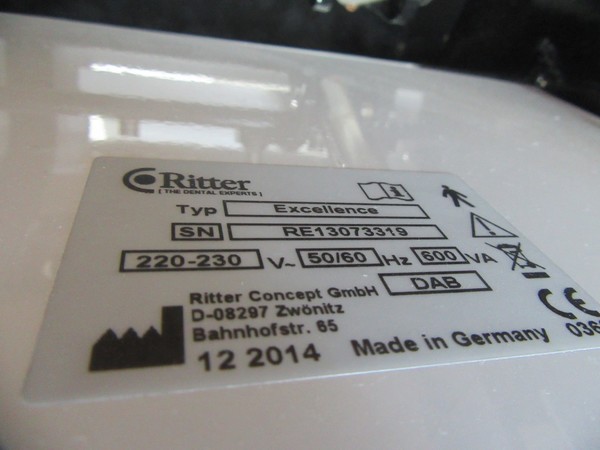 Ritter
[ THE DENTAL EXPERTS ]
Typ Excellence
SN RE13073319
220-230 V~ 50/60 Hz 600 VA
DAB
Ritter Concept GmbH
D-08297 Zwönitz
Bahnhofstr. 65
12 2014 Made in Germany
CE